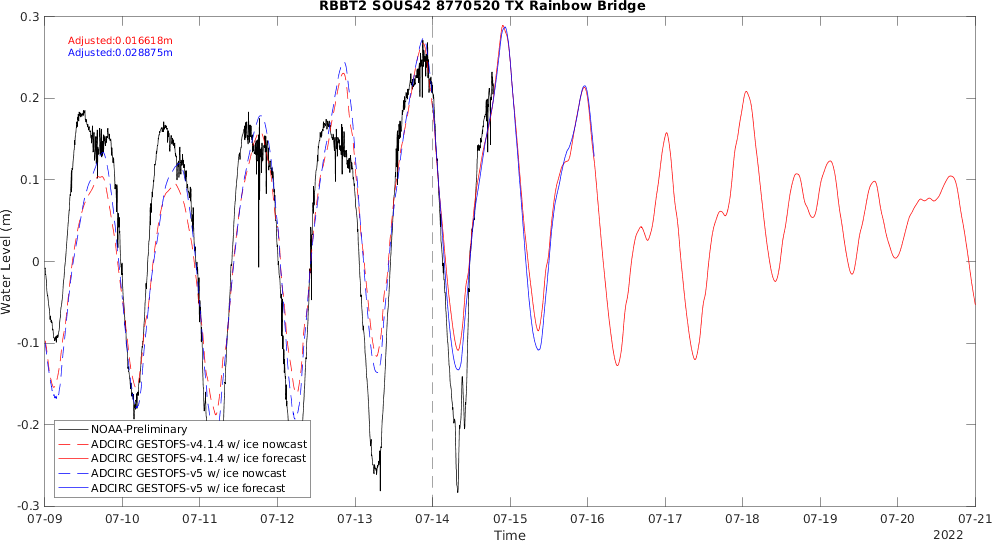 RBBT2 SOUS42 8770520 TX Rainbow Bridge
Adjusted:0.016618m
Adjusted:0.028875m
0.3
0.2
0.1
0
-0.1
-0.2
-0.3
Water Level (m)
NOAA-Preliminary
ADCIRC GESTOFS-v4.1.4 w/ ice nowcast
ADCIRC GESTOFS-v4.1.4 w/ ice forecast
ADCIRC GESTOFS-v5 w/ ice nowcast
ADCIRC GESTOFS-v5 w/ ice forecast
07-09 07-10 07-11 07-12 07-13 07-14 07-15 07-16 07-17 07-18 07-19 07-20 07-21
Time
2022